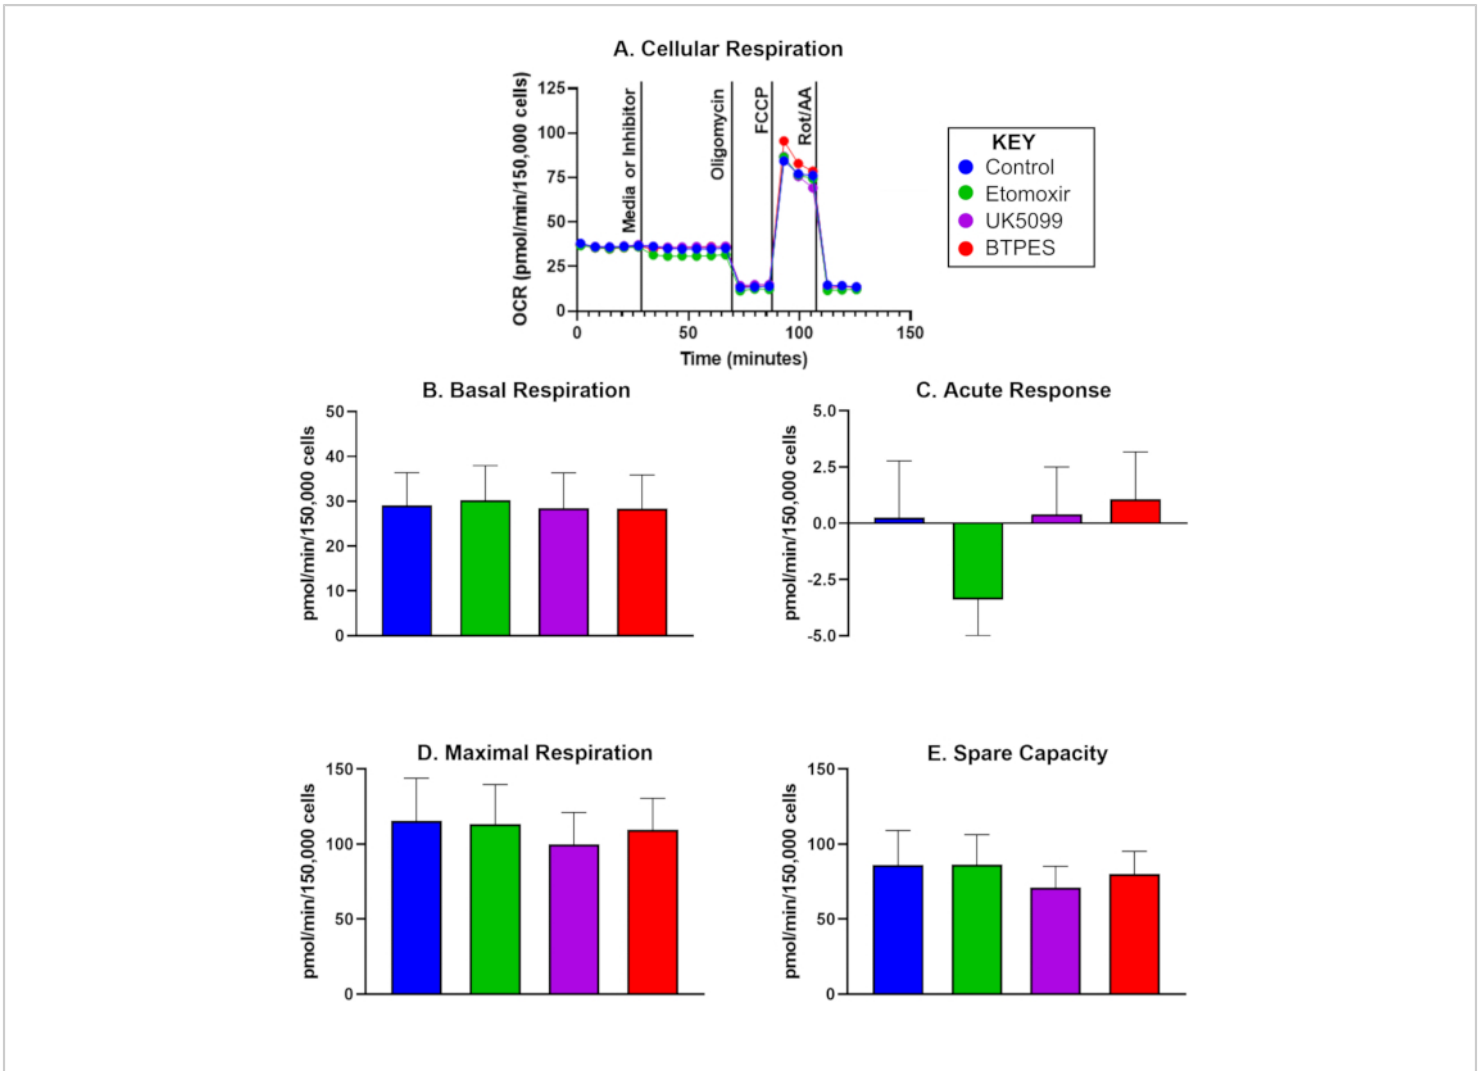 A. Cellular Respiration
OCR (pmol/min/150,000 cells)
125
100
75
50
25
0
Media or Inhibitor
Oligomycin
FCCP
Rot/AA
0 50 100 150
Time (minutes)
KEY
Control
Etomoxir
UK5099
BTPES
B. Basal Respiration
pmol/min/150,000 cells
50
40
30
20
10
0
C. Acute Response
pmol/min/150,000 cells
5.0
2.5
0.0
-2.5
-5.0
D. Maximal Respiration
pmol/min/150,000 cells
150
100
50
0
E. Spare Capacity
pmol/min/150,000 cells
150
100
50
0